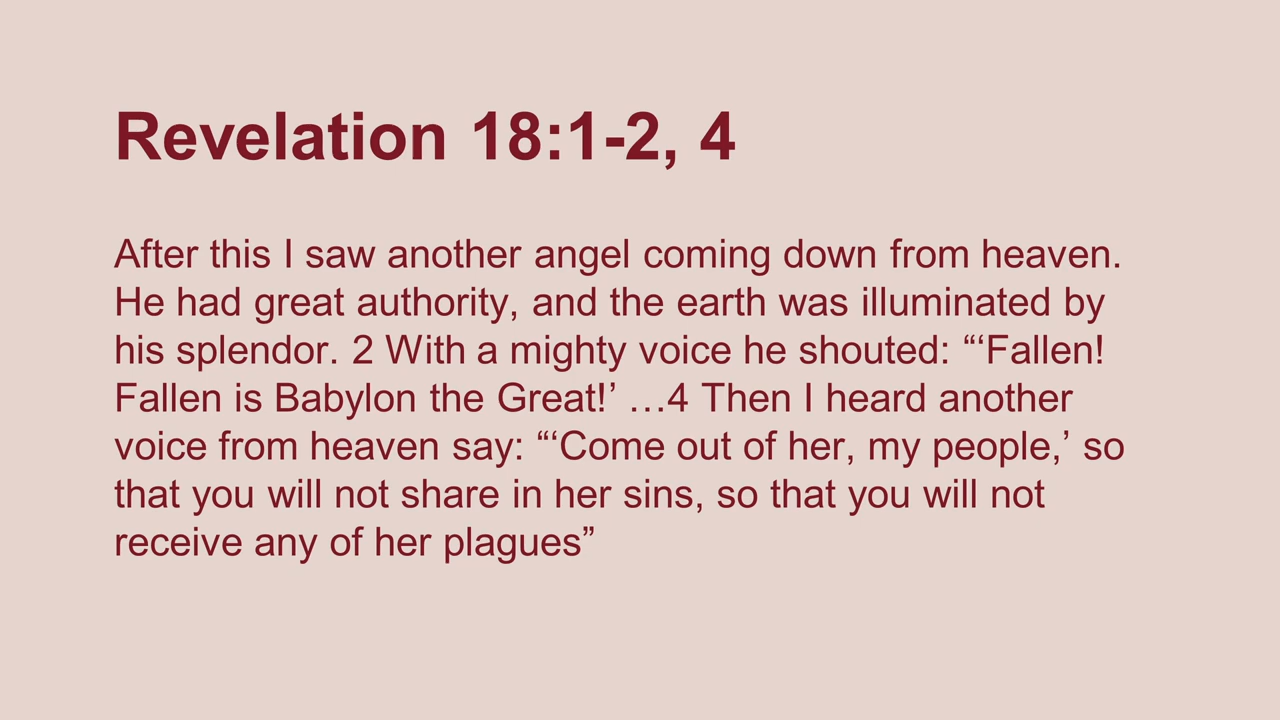 Revelation 18:1-2, 4
After this I saw another angel coming down from heaven.
He had great authority, and the earth was illuminated by
his splendor. 2 With a mighty voice he shouted: “‘Fallen!
Fallen is Babylon the Great!’ …4 Then I heard another
voice from heaven say: “‘Come out of her, my people,’ so
that you will not share in her sins, so that you will not
receive any of her plagues”